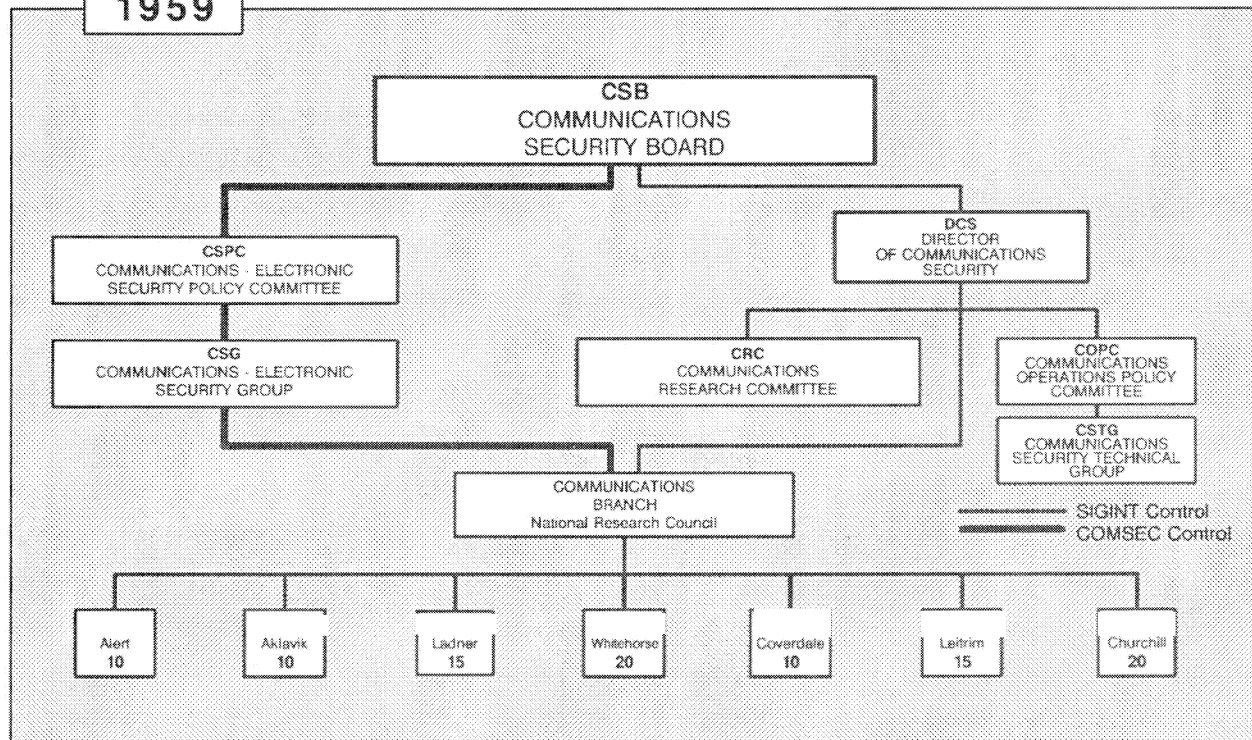 1959
CSB
COMMUNICATIONS
SECURITY BOARD
DCS
DIRECTOR
OF COMMUNICATIONS
SECURITY
CSPC
COMMUNICATIONS - ELECTRONIC
SECURITY POLICY COMMITTEE
CSG
COMMUNICATIONS - ELECTRONIC
SECURITY GROUP
CRC
COMMUNICATIONS
RESEARCH COMMITTEE
COPC
COMMUNICATIONS
OPERATIONS POLICY
COMMITTEE
CSTG
COMMUNICATIONS
SECURITY TECHNICAL
GROUP
COMMUNICATIONS
BRANCH
National Research Council
SIGINT Control
COMSEC Control
Alert
10
Aklavik
10
Ladner
15
Whitehorse
20
Coverdale
10
Leitrim
15
Churchill
20